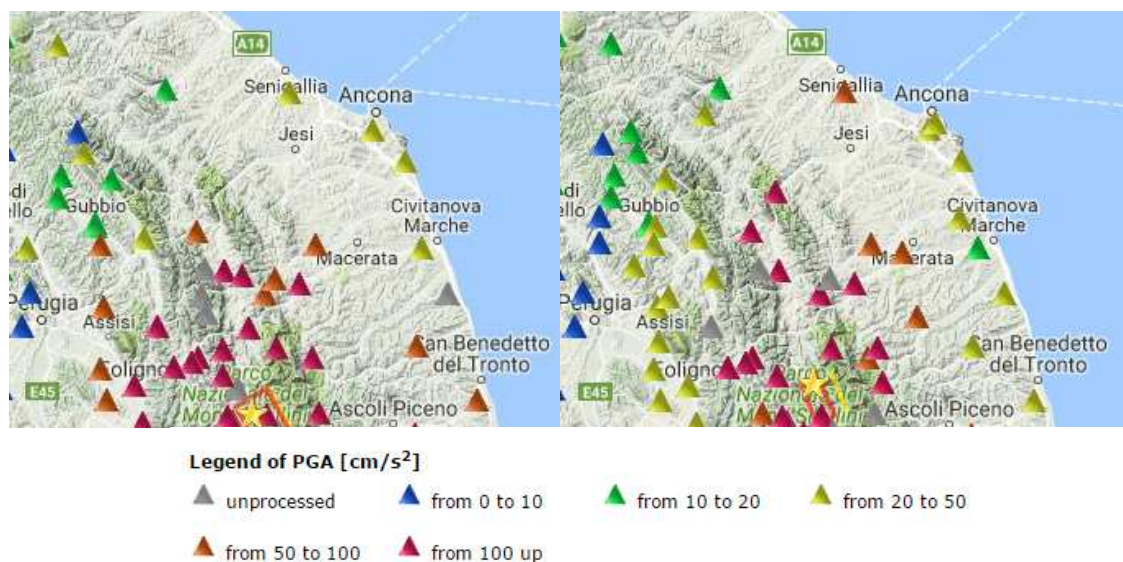 A14
Senigallia
Ancona
Jesi
Gubbio
Civitanova
Marche
Macerata
Perugia
Assisi
San Benedetto
del Tronto
Foligno
E45
Ascoli Piceno
A14
Senigallia
Ancona
Jesi
Gubbio
Civitanova
Marche
Macerata
Perugia
Assisi
San Benedetto
del Tronto
Foligno
E45
Ascoli Piceno
Legend of PGA [cm/s²]
unprocessed from 0 to 10 from 10 to 20 from 20 to 50
from 50 to 100 from 100 up